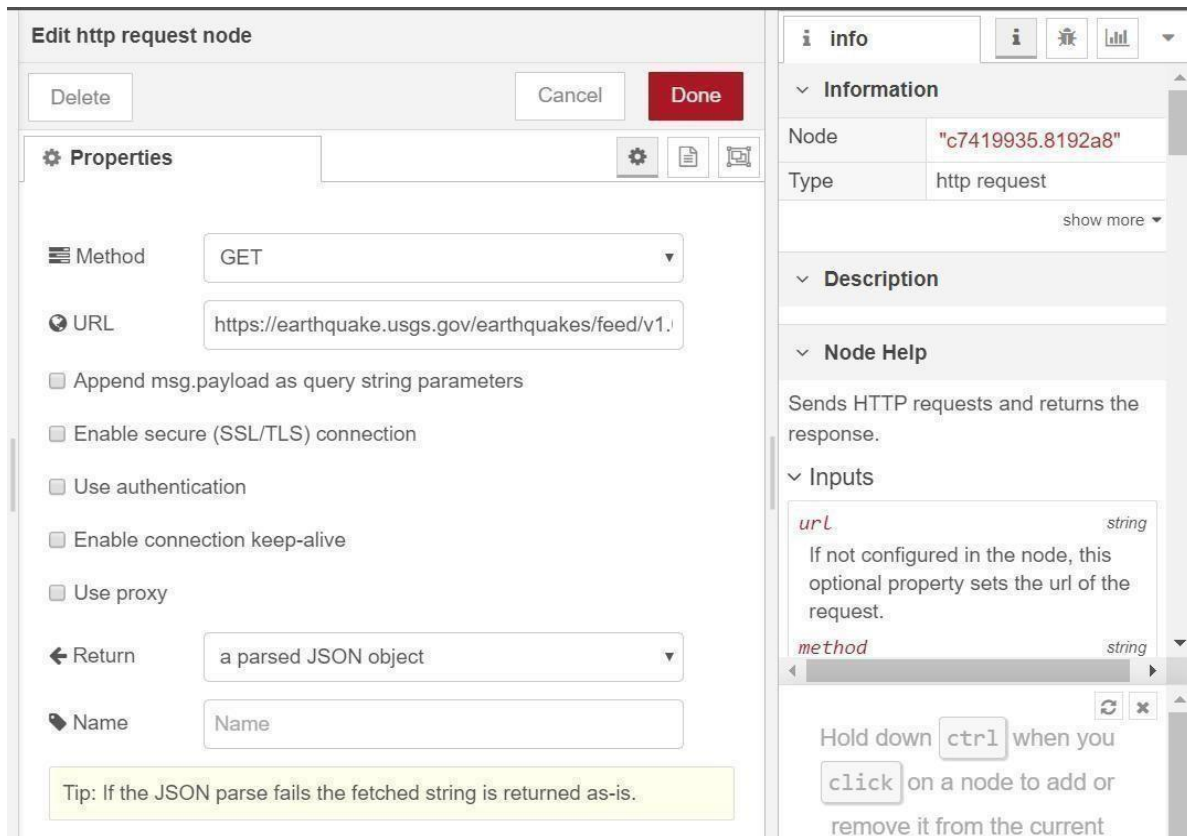 Edit http request node
Delete
Cancel
Done
Properties
Method
GET
URL
https://earthquake.usgs.gov/earthquakes/feed/v1.
Append msg.payload as query string parameters
Enable secure (SSL/TLS) connection
Use authentication
Enable connection keep-alive
Use proxy
Return
a parsed JSON object
Name
Name
Tip: If the JSON parse fails the fetched string is returned as-is.
i info
i
Information
Node
"c7419935.8192a8"
Type
http request
show more
Description
Node Help
Sends HTTP requests and returns the
response.
Inputs
url
string
If not configured in the node, this
optional property sets the url of the
request.
method
string
Hold down ctrl when you
click on a node to add or
remove it from the current